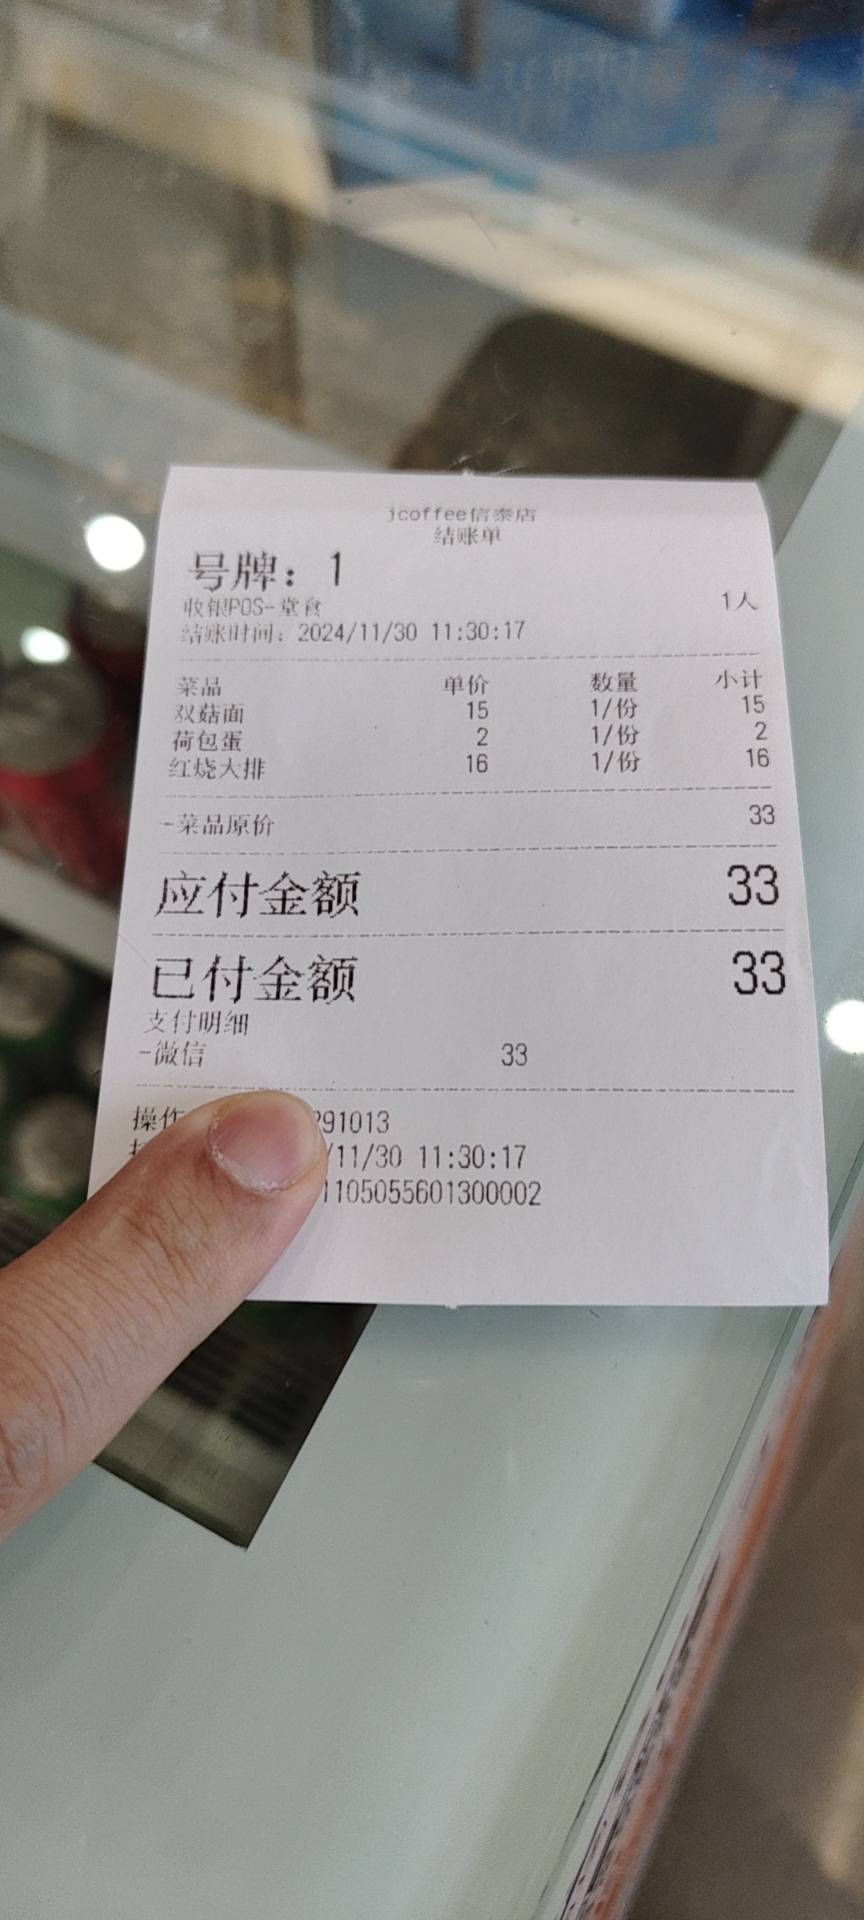 jcoffee信泰店
结账单
号牌：1
收银POS-堂食 1人
结账时间：2024/11/30 11:30:17
菜品 单价 数量 小计
双菇面 15 1/份 15
荷包蛋 2 1/份 2
红烧大排 16 1/份 16
-菜品原价 33
应付金额 33
已付金额 33
支付明细
-微信 33
操作 291013
/11/30 11:30:17
1105055601300002